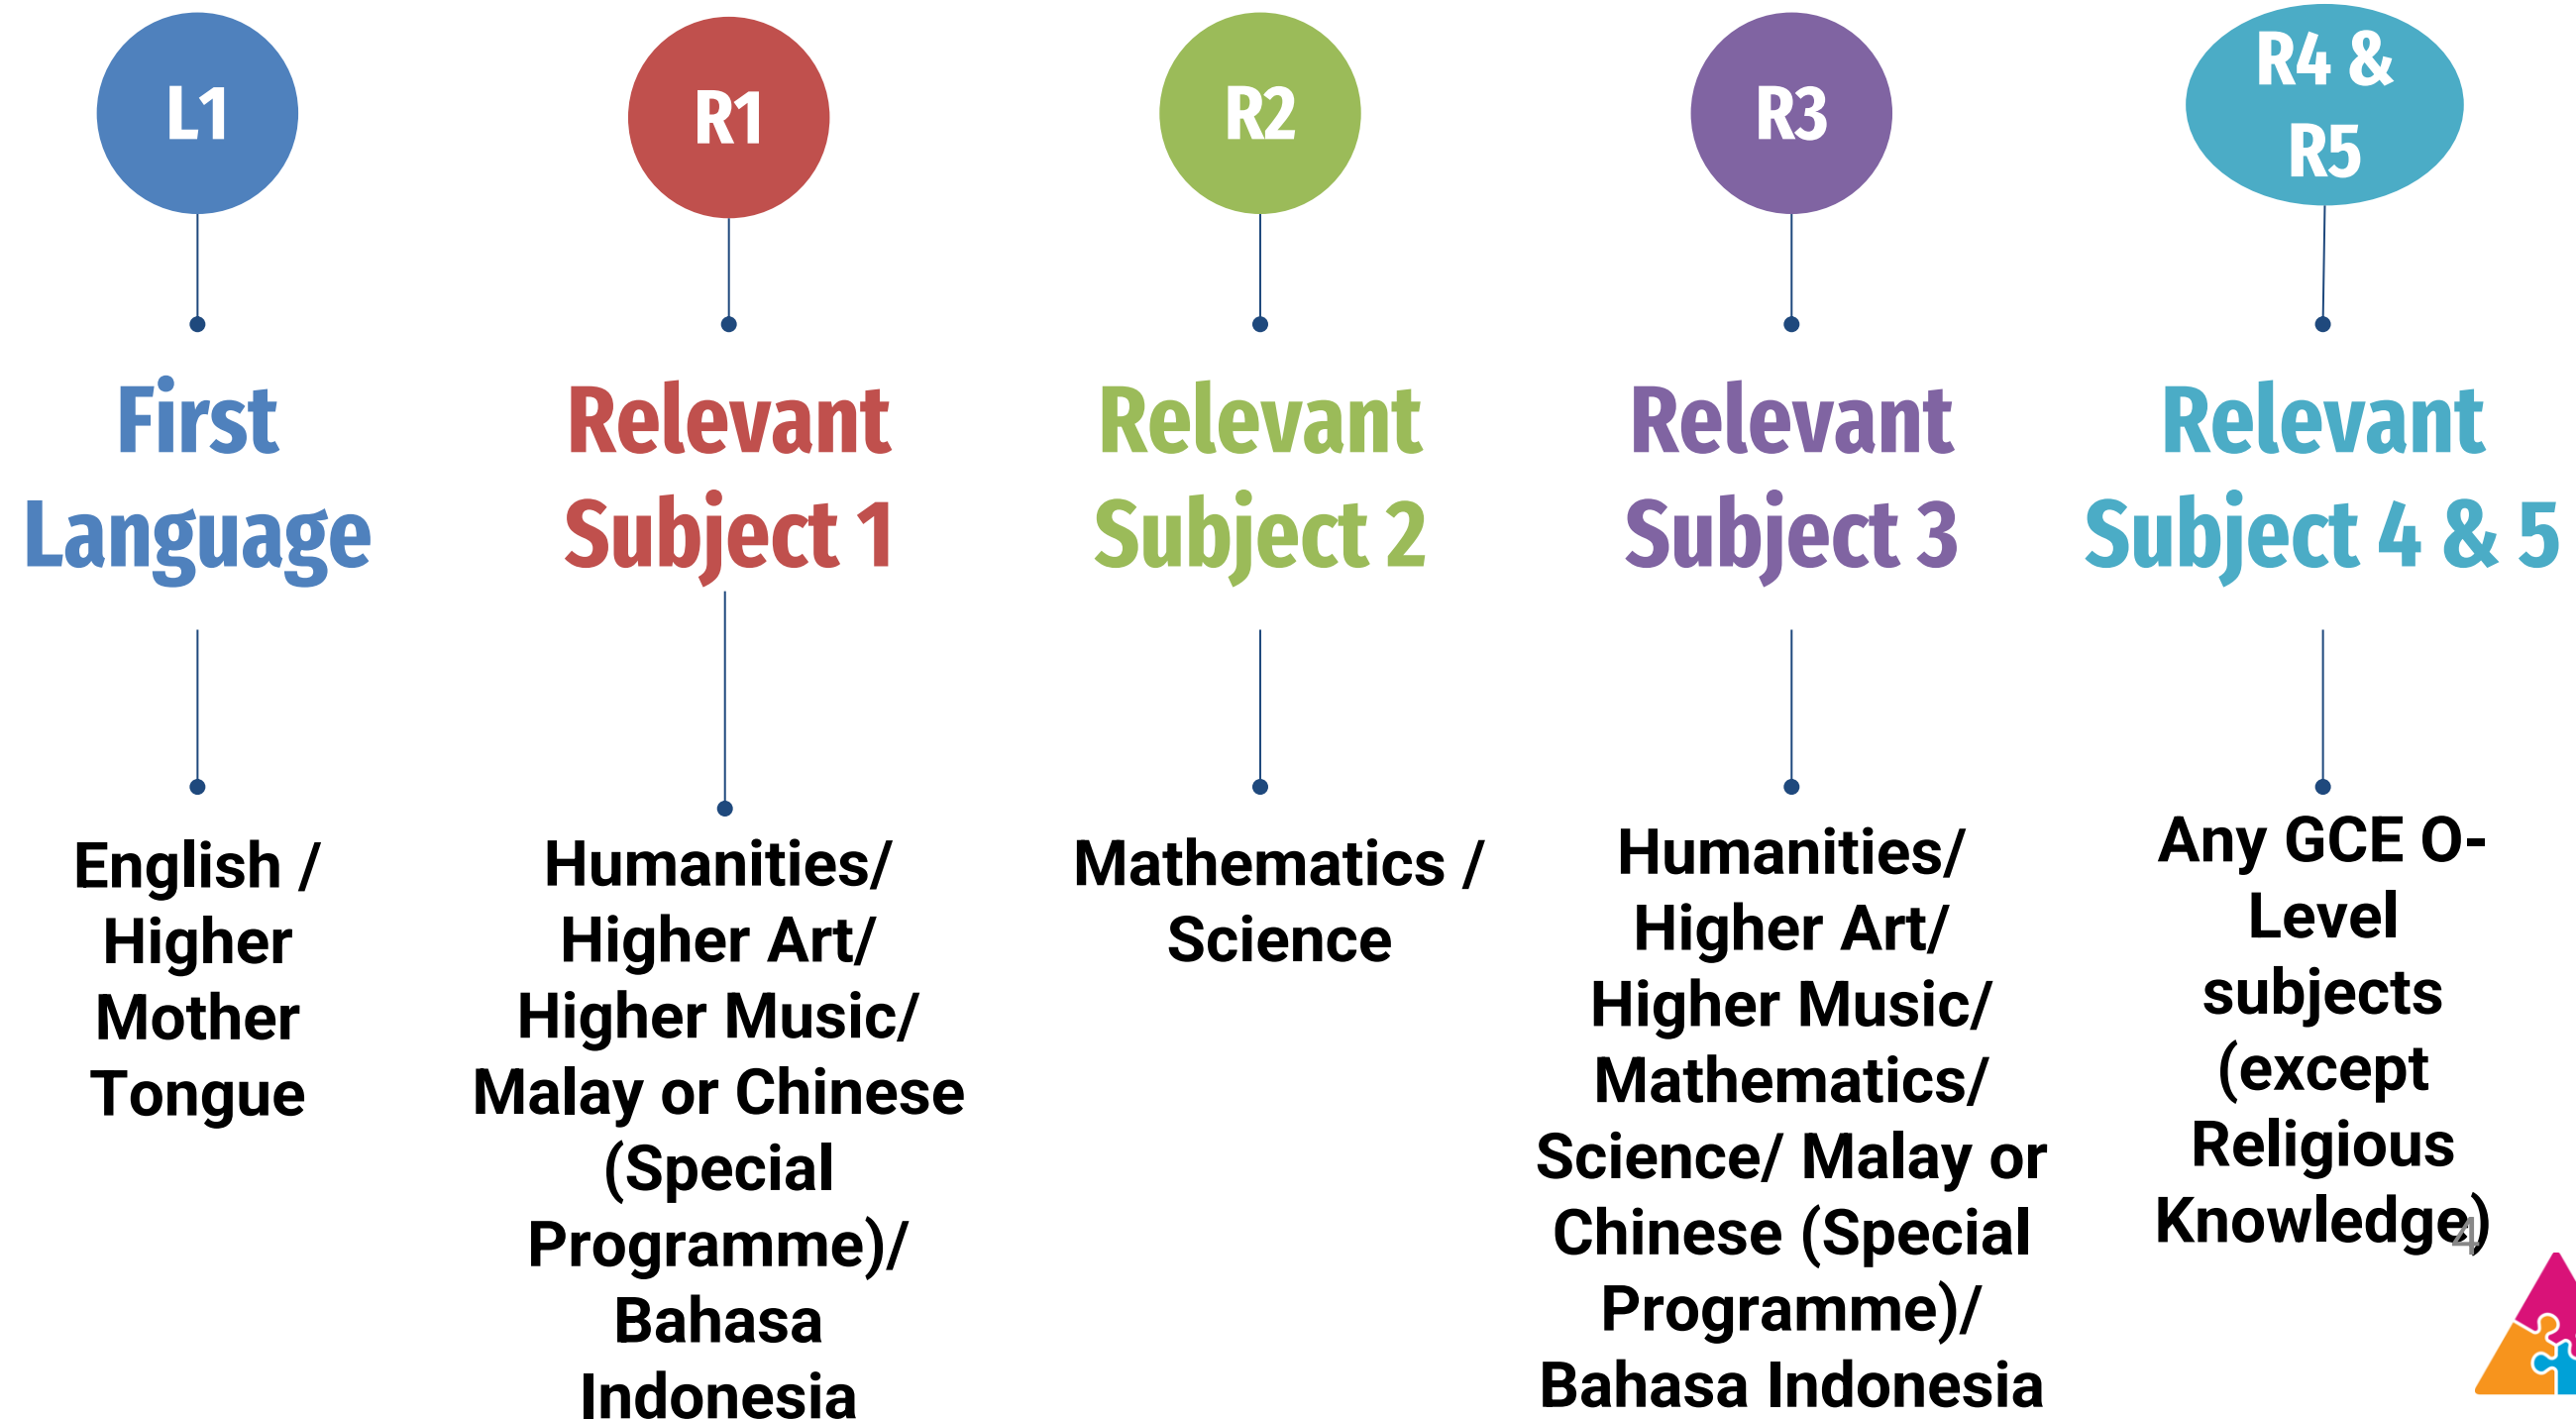 L1
First
Language
English /
Higher
Mother
Tongue
R1
Relevant
Subject 1
Humanities/
Higher Art/
Higher Music/
Malay or Chinese
(Special
Programme)/
Bahasa
Indonesia
R2
Relevant
Subject 2
Mathematics /
Science
R3
Relevant
Subject 3
Humanities/
Higher Art/
Higher Music/
Mathematics/
Science/ Malay or
Chinese (Special
Programme)/
Bahasa Indonesia
R4 &
R5
Relevant
Subject 4 & 5
Any GCE O-
Level
subjects
(except
Religious
Knowledge)
4